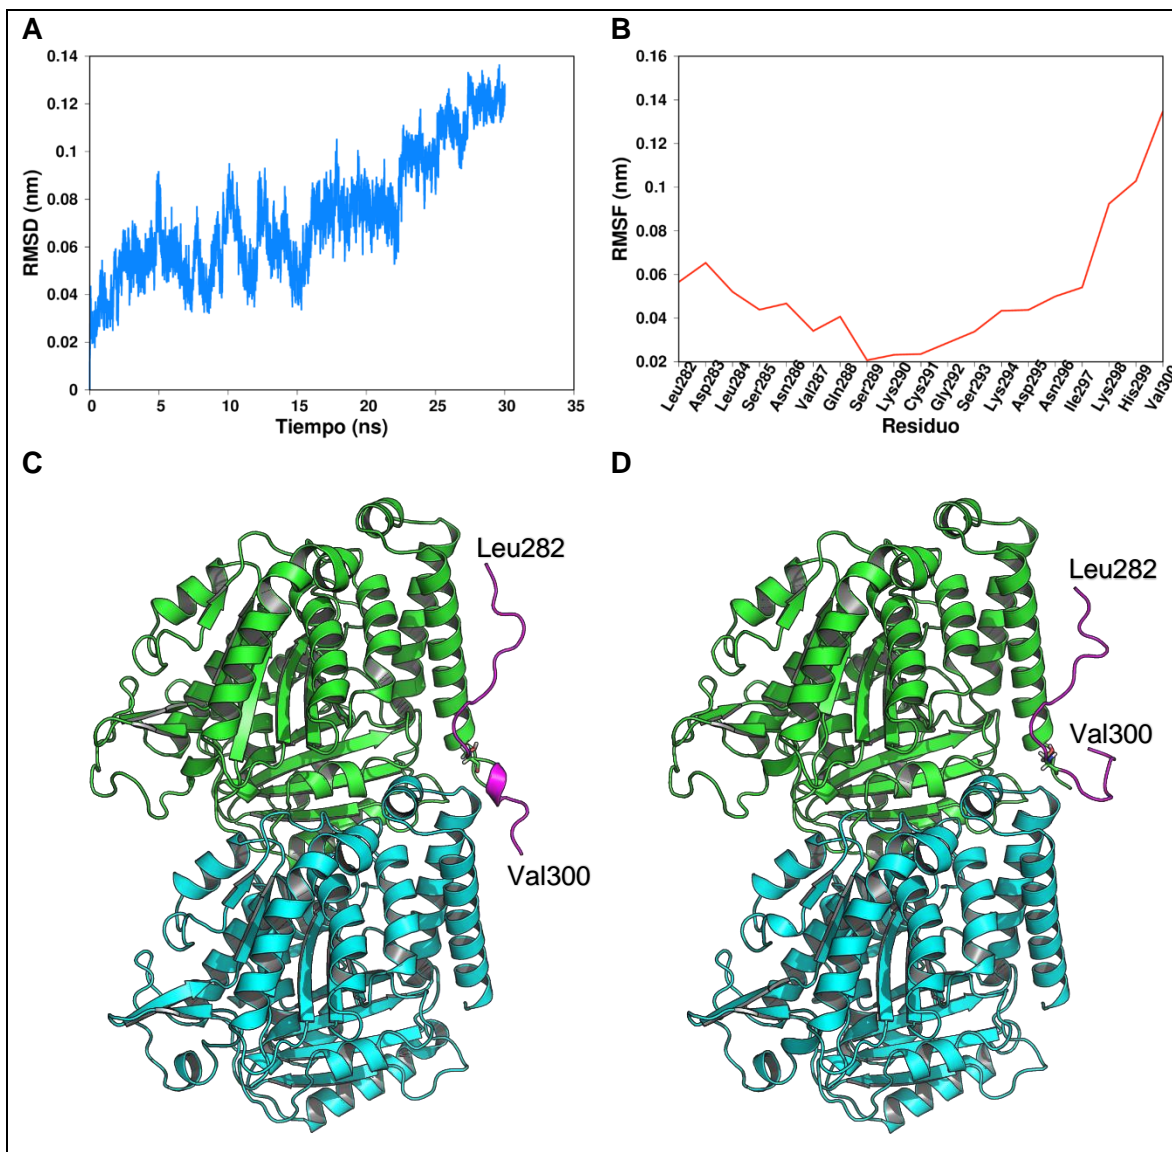 A
0.14
0.12
0.1
0.08
0.06
0.04
0.02
0
RMSD (nm)
0 5 10 15 20 25 30 35
Tiempo (ns)
B
0.16
0.14
0.12
0.1
0.08
0.06
0.04
0.02
RMSF (nm)
Leu282 Asp283 Leu284 Ser285 Asn286 Val287 Gln288 Ser289 Lys290 Cys291 Gly292 Ser293 Lys294 Asp295 Asn296 Ile297 Lys298 His299 Val300
Residuo
C
Leu282
Val300
D
Leu282
Val300